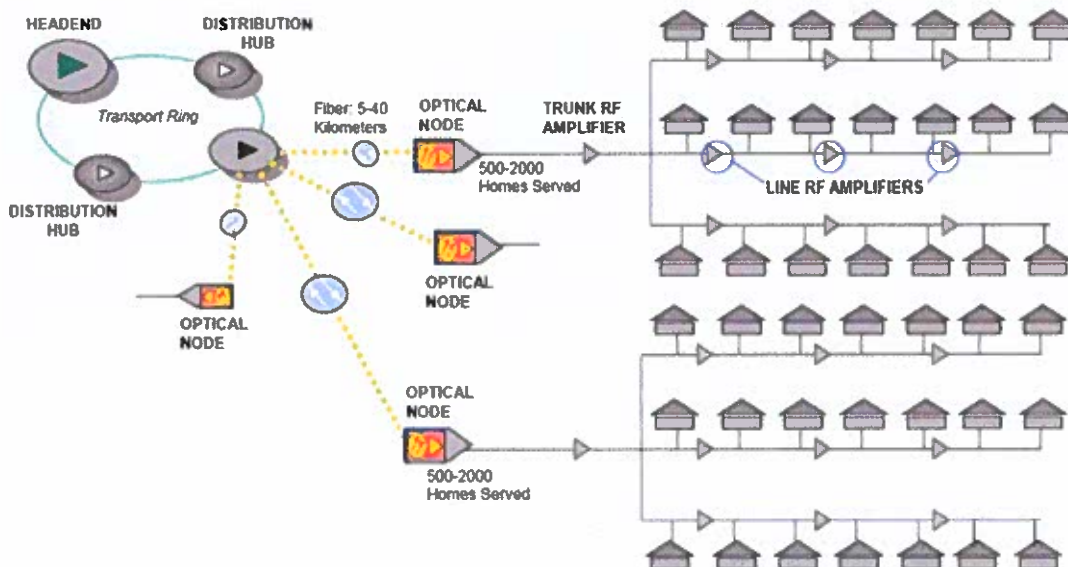 HEADEND
DISTRIBUTION
HUB
Transport Ring
Fiber: 5-40
Kilometers
OPTICAL
NODE
TRUNK RF
AMPLIFIER
500-2000
Homes Served
LINE RF AMPLIFIERS
DISTRIBUTION
HUB
OPTICAL
NODE
OPTICAL
NODE
OPTICAL
NODE
500-2000
Homes Served